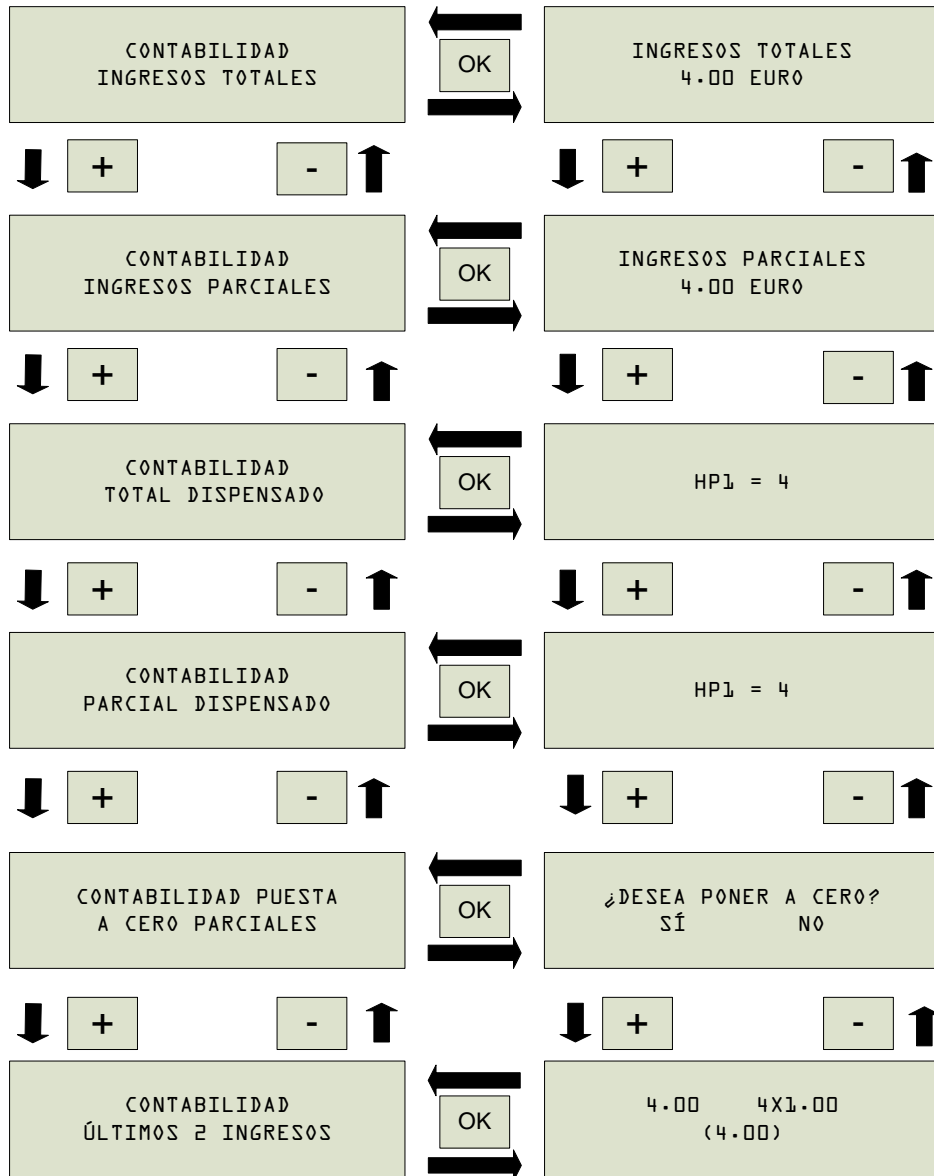 CONTABILIDAD
INGRESOS TOTALES
OK
INGRESOS TOTALES
4.00 EURO
+
-
+
-
CONTABILIDAD
INGRESOS PARCIALES
OK
INGRESOS PARCIALES
4.00 EURO
+
-
+
-
CONTABILIDAD
TOTAL DISPENSADO
OK
HP1 = 4
+
-
+
-
CONTABILIDAD
PARCIAL DISPENSADO
OK
HP1 = 4
+
-
+
-
CONTABILIDAD PUESTA
A CERO PARCIALES
OK
¿DESEA PONER A CERO?
SÍ NO
+
-
+
-
CONTABILIDAD
ÚLTIMOS 2 INGRESOS
OK
4.00 4X1.00
(4.00)